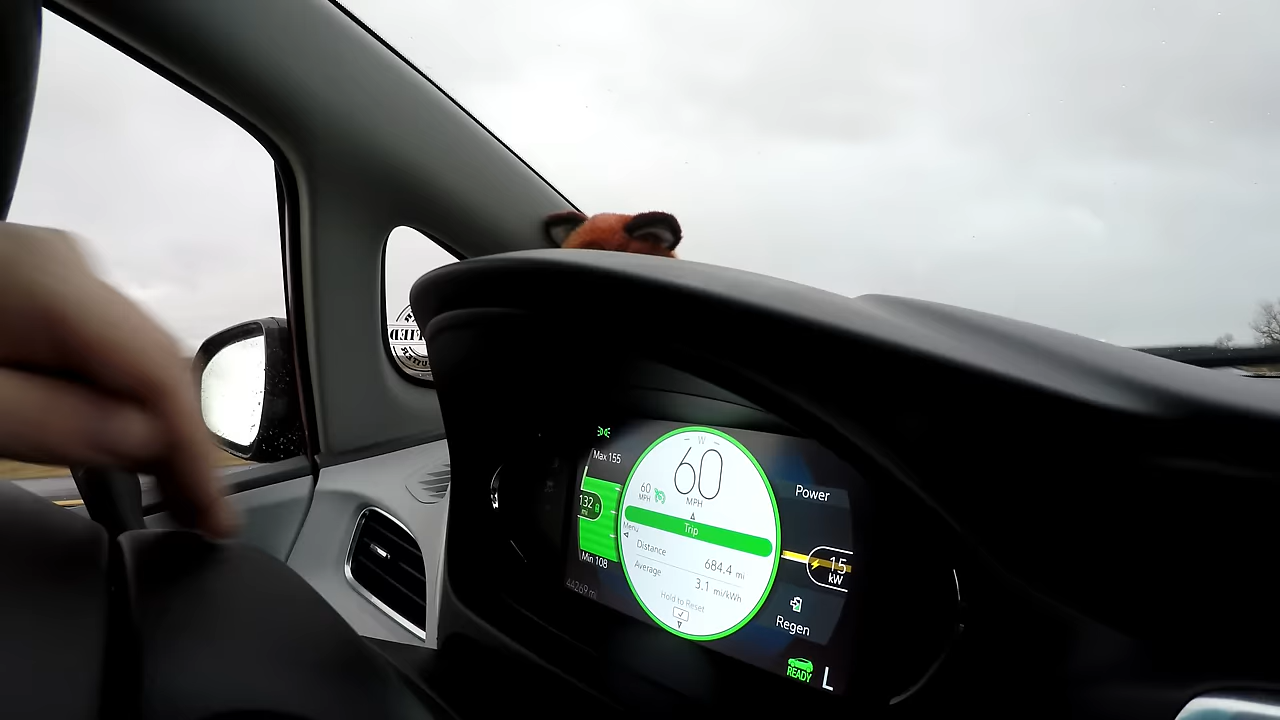 W
60
MPH
60
MPH
Max 155
132
mi
Min 108
44269 mi
Menu
Trip
Distance
684.4 mi
Average
3.1 mi/kWh
Hold to Reset
Power
15
kW
Regen
READY
L